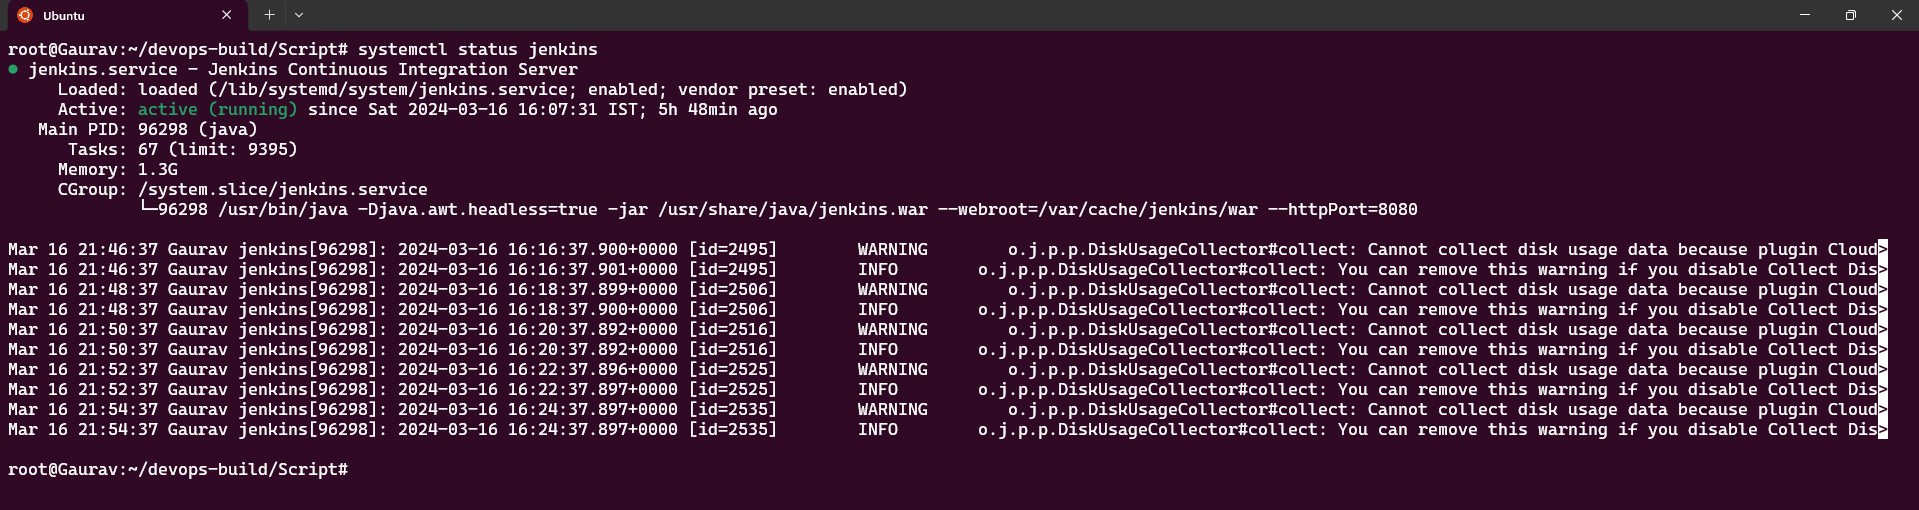 Ubuntu
root@Gaurav:~/devops-build/Script# systemctl status jenkins
● jenkins.service - Jenkins Continuous Integration Server
     Loaded: loaded (/lib/systemd/system/jenkins.service; enabled; vendor preset: enabled)
     Active: active (running) since Sat 2024-03-16 16:07:31 IST; 5h 48min ago
   Main PID: 96298 (java)
      Tasks: 67 (limit: 9395)
     Memory: 1.3G
     CGroup: /system.slice/jenkins.service
             └─96298 /usr/bin/java -Djava.awt.headless=true -jar /usr/share/java/jenkins.war --webroot=/var/cache/jenkins/war --httpPort=8080
Mar 16 21:46:37 Gaurav jenkins[96298]: 2024-03-16 16:16:37.900+0000 [id=2495]        WARNING        o.j.p.p.DiskUsageCollector#collect: Cannot collect disk usage data because plugin Cloud>
Mar 16 21:46:37 Gaurav jenkins[96298]: 2024-03-16 16:16:37.901+0000 [id=2495]        INFO        o.j.p.p.DiskUsageCollector#collect: You can remove this warning if you disable Collect Dis>
Mar 16 21:48:37 Gaurav jenkins[96298]: 2024-03-16 16:18:37.899+0000 [id=2506]        WARNING        o.j.p.p.DiskUsageCollector#collect: Cannot collect disk usage data because plugin Cloud>
Mar 16 21:48:37 Gaurav jenkins[96298]: 2024-03-16 16:18:37.900+0000 [id=2506]        INFO        o.j.p.p.DiskUsageCollector#collect: You can remove this warning if you disable Collect Dis>
Mar 16 21:50:37 Gaurav jenkins[96298]: 2024-03-16 16:20:37.892+0000 [id=2516]        WARNING        o.j.p.p.DiskUsageCollector#collect: Cannot collect disk usage data because plugin Cloud>
Mar 16 21:50:37 Gaurav jenkins[96298]: 2024-03-16 16:20:37.892+0000 [id=2516]        INFO        o.j.p.p.DiskUsageCollector#collect: You can remove this warning if you disable Collect Dis>
Mar 16 21:52:37 Gaurav jenkins[96298]: 2024-03-16 16:22:37.896+0000 [id=2525]        WARNING        o.j.p.p.DiskUsageCollector#collect: Cannot collect disk usage data because plugin Cloud>
Mar 16 21:52:37 Gaurav jenkins[96298]: 2024-03-16 16:22:37.897+0000 [id=2525]        INFO        o.j.p.p.DiskUsageCollector#collect: You can remove this warning if you disable Collect Dis>
Mar 16 21:54:37 Gaurav jenkins[96298]: 2024-03-16 16:24:37.897+0000 [id=2535]        WARNING        o.j.p.p.DiskUsageCollector#collect: Cannot collect disk usage data because plugin Cloud>
Mar 16 21:54:37 Gaurav jenkins[96298]: 2024-03-16 16:24:37.897+0000 [id=2535]        INFO        o.j.p.p.DiskUsageCollector#collect: You can remove this warning if you disable Collect Dis>
root@Gaurav:~/devops-build/Script#